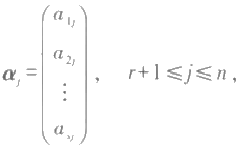 α_j = ( a_{1j} a_{2j} ⋮ a_{sj} ) , r+1 ≤ j ≤ n ,